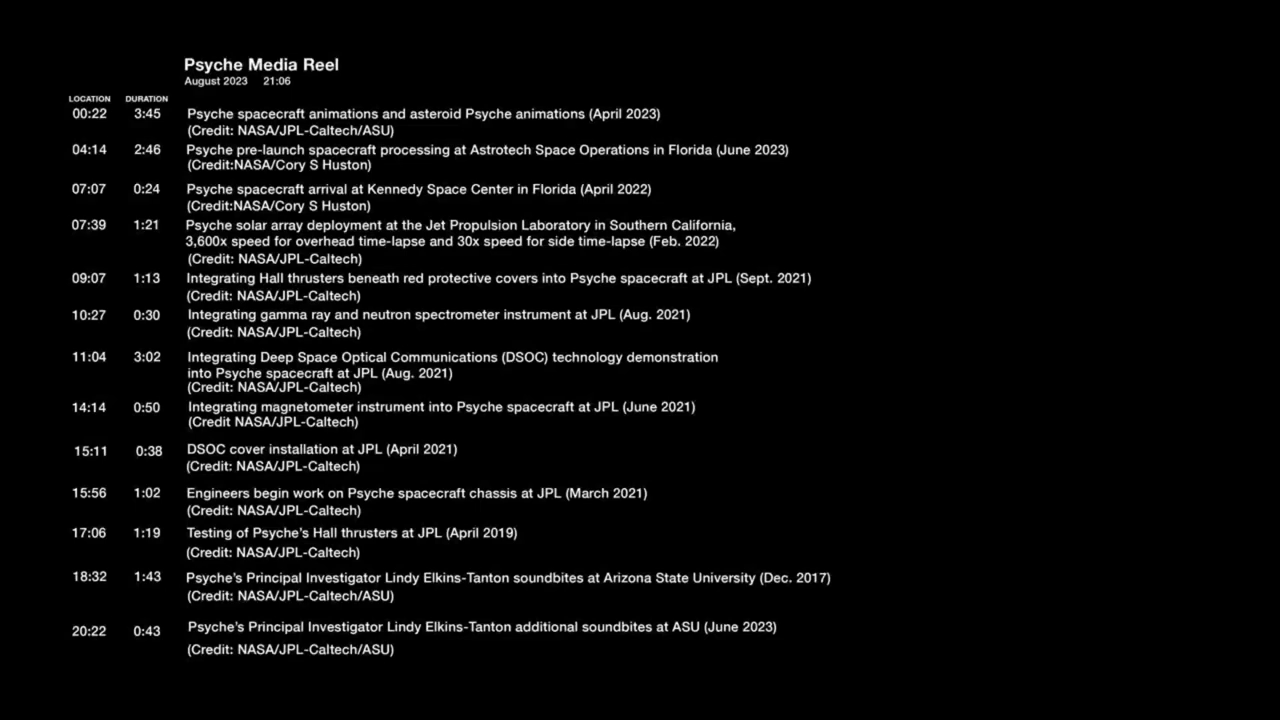 Psyche Media Reel
August 2023 21:06
LOCATION DURATION
00:22 3:45 Psyche spacecraft animations and asteroid Psyche animations (April 2023)
(Credit: NASA/JPL-Caltech/ASU)
04:14 2:46 Psyche pre-launch spacecraft processing at Astrotech Space Operations in Florida (June 2023)
(Credit:NASA/Cory S Huston)
07:07 0:24 Psyche spacecraft arrival at Kennedy Space Center in Florida (April 2022)
(Credit:NASA/Cory S Huston)
07:39 1:21 Psyche solar array deployment at the Jet Propulsion Laboratory in Southern California,
3,600x speed for overhead time-lapse and 30x speed for side time-lapse (Feb. 2022)
(Credit: NASA/JPL-Caltech)
09:07 1:13 Integrating Hall thrusters beneath red protective covers into Psyche spacecraft at JPL (Sept. 2021)
(Credit: NASA/JPL-Caltech)
10:27 0:30 Integrating gamma ray and neutron spectrometer instrument at JPL (Aug. 2021)
(Credit: NASA/JPL-Caltech)
11:04 3:02 Integrating Deep Space Optical Communications (DSOC) technology demonstration
into Psyche spacecraft at JPL (Aug. 2021)
(Credit: NASA/JPL-Caltech)
14:14 0:50 Integrating magnetometer instrument into Psyche spacecraft at JPL (June 2021)
(Credit NASA/JPL-Caltech)
15:11 0:38 DSOC cover installation at JPL (April 2021)
(Credit: NASA/JPL-Caltech)
15:56 1:02 Engineers begin work on Psyche spacecraft chassis at JPL (March 2021)
(Credit: NASA/JPL-Caltech)
17:06 1:19 Testing of Psyche's Hall thrusters at JPL (April 2019)
(Credit: NASA/JPL-Caltech)
18:32 1:43 Psyche's Principal Investigator Lindy Elkins-Tanton soundbites at Arizona State University (Dec. 2017)
(Credit: NASA/JPL-Caltech/ASU)
20:22 0:43 Psyche's Principal Investigator Lindy Elkins-Tanton additional soundbites at ASU (June 2023)
(Credit: NASA/JPL-Caltech/ASU)